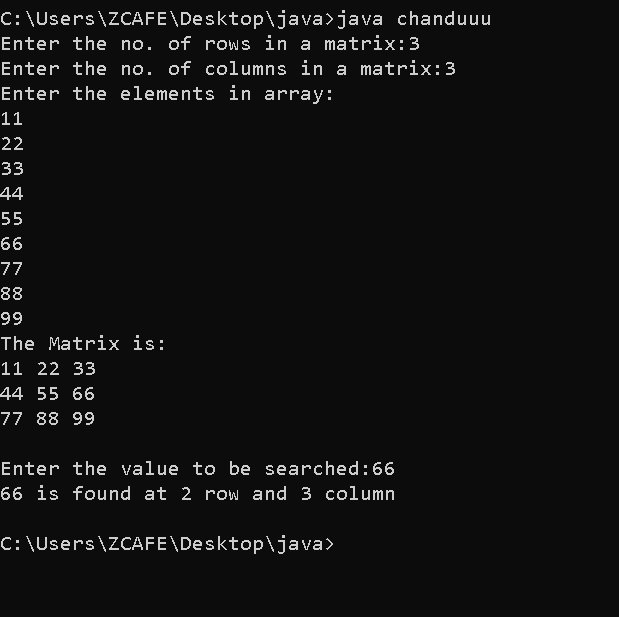 C:\Users\ZCAFE\Desktop\java>java chanduuu
Enter the no. of rows in a matrix:3
Enter the no. of columns in a matrix:3
Enter the elements in array:
11
22
33
44
55
66
77
88
99
The Matrix is:
11 22 33
44 55 66
77 88 99
Enter the value to be searched:66
66 is found at 2 row and 3 column
C:\Users\ZCAFE\Desktop\java>